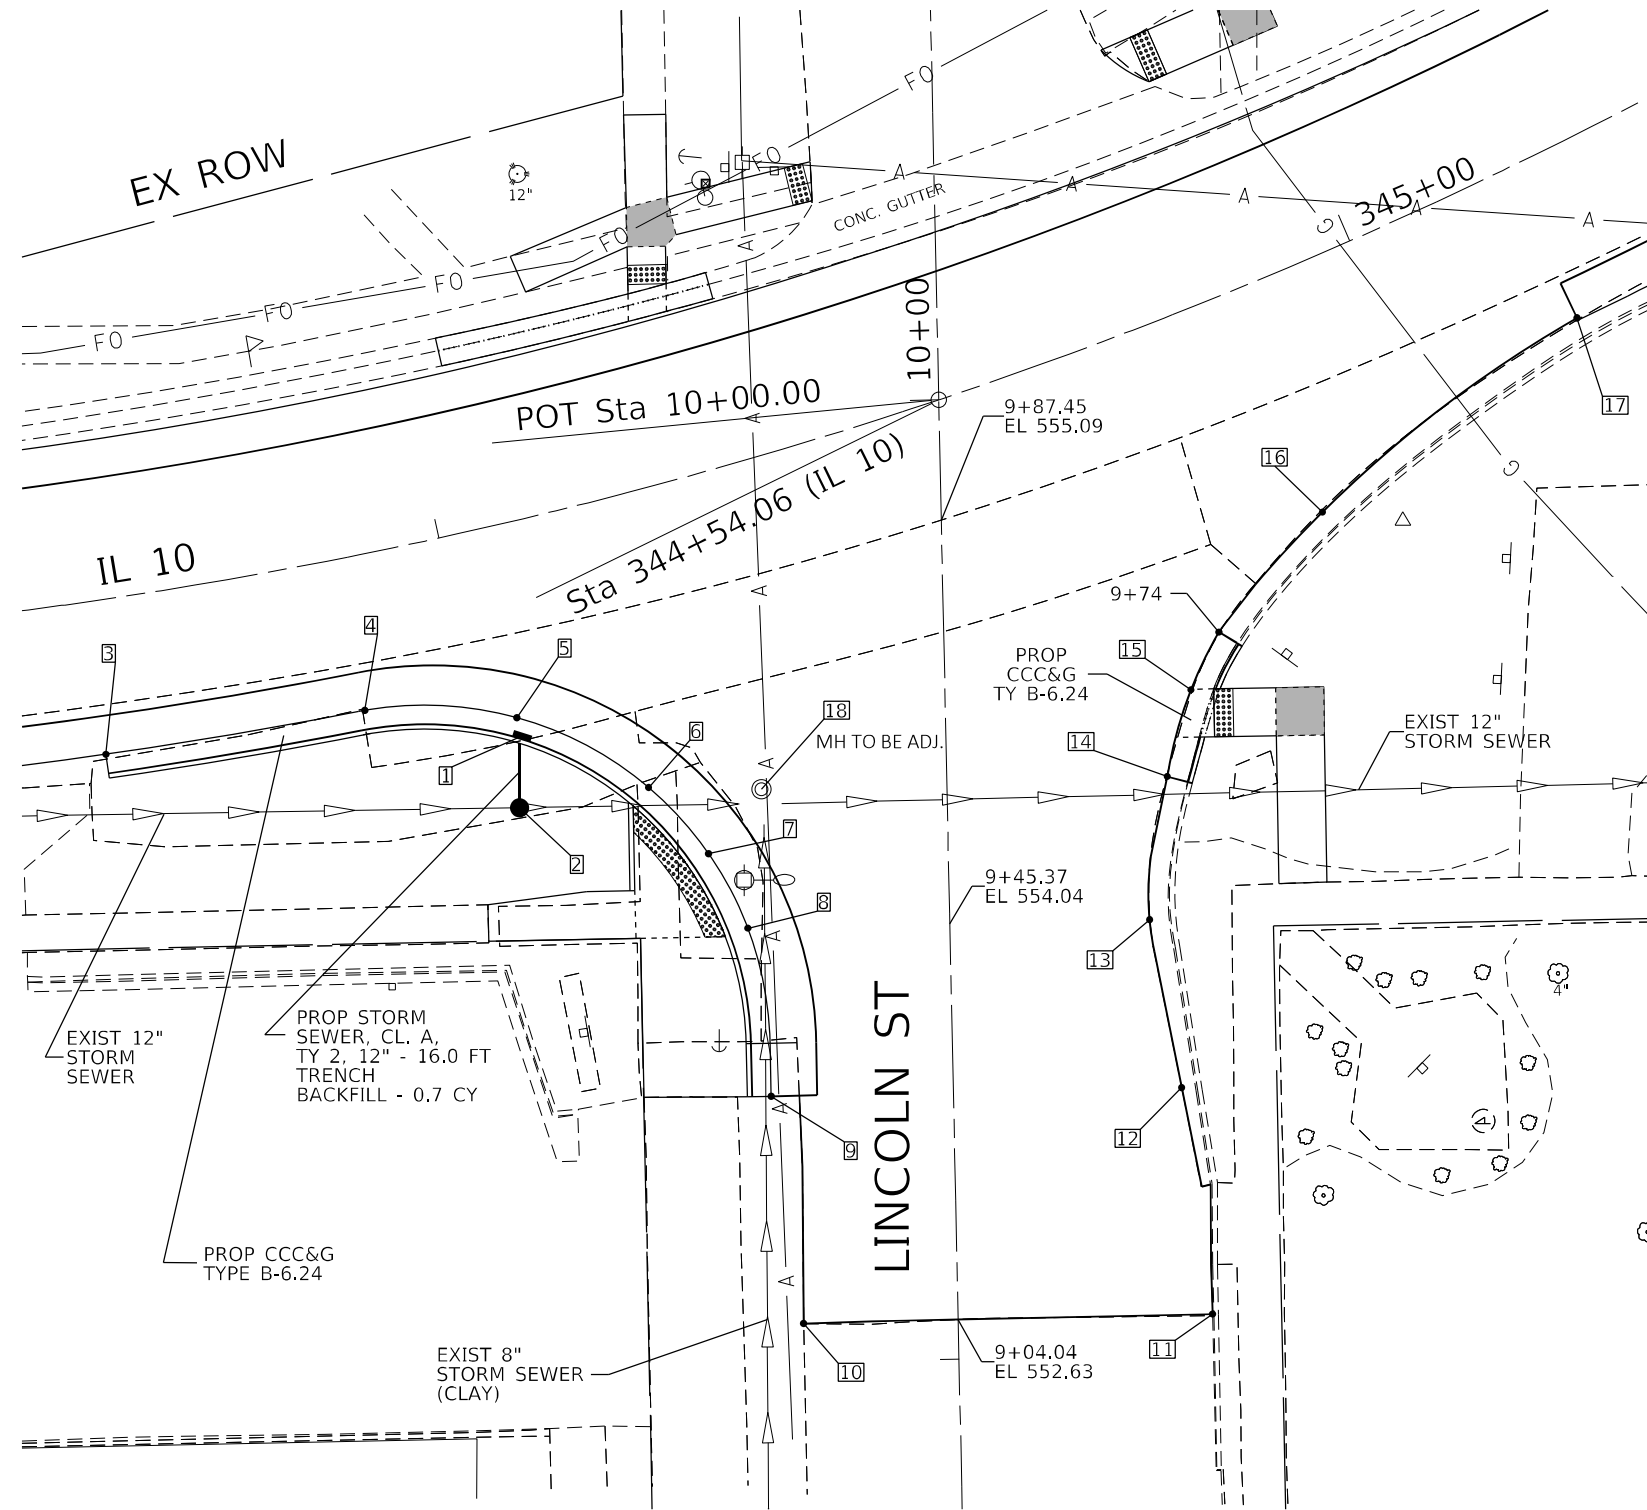 EX ROW
12"
FO
FO
FO
FO
FO
FO
CONC. GUTTER
A
A
A
A
A
A
345+00
G
G
10+00
POT Sta 10+00.00
A
9+87.45
EL 555.09
17
16
Sta 344+54.06 (IL 10)
IL 10
A
9+74
3
4
5
15
PROP
CCC&G
TY B-6.24
6
18
MH TO BE ADJ.
14
EXIST 12"
STORM SEWER
1
A
2
7
9+45.37
EL 554.04
8
A
13
4"
EXIST 12"
STORM
SEWER
PROP STORM
SEWER, CL. A,
TY 2, 12" - 16.0 FT
TRENCH
BACKFILL - 0.7 CY
LINCOLN ST
A
9
12
PROP CCC&G
TYPE B-6.24
A
EXIST 8"
STORM SEWER
(CLAY)
10
9+04.04
EL 552.63
11